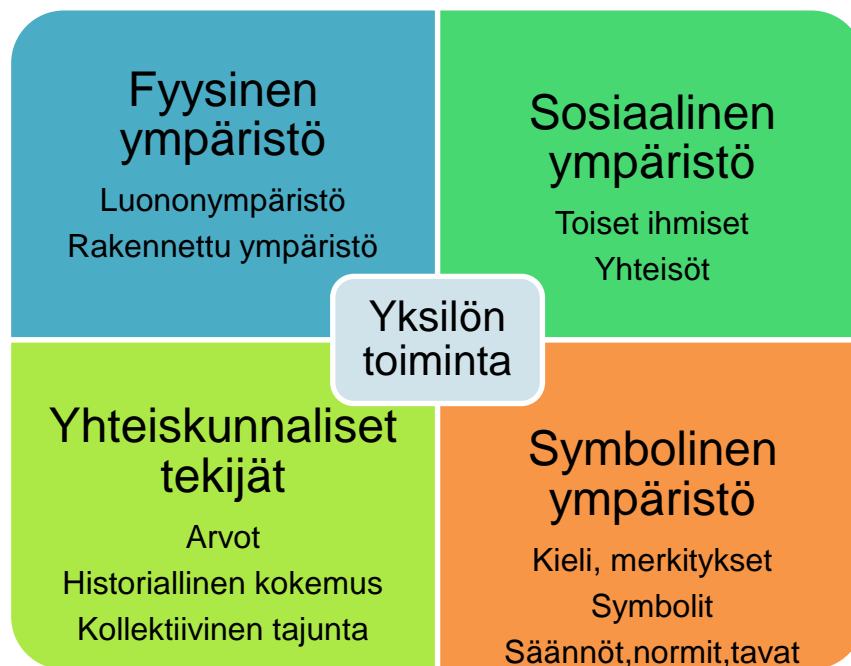 Fyysinen
ympäristö
Luononympäristö
Rakennettu ympäristö
Sosiaalinen
ympäristö
Toiset ihmiset
Yhteisöt
Yksilön
toiminta
Yhteiskunnaliset
tekijät
Arvot
Historiallinen kokemus
Kollektiivinen tajunta
Symbolinen
ympäristö
Kieli, merkitykset
Symbolit
Säännöt,normit,tavat